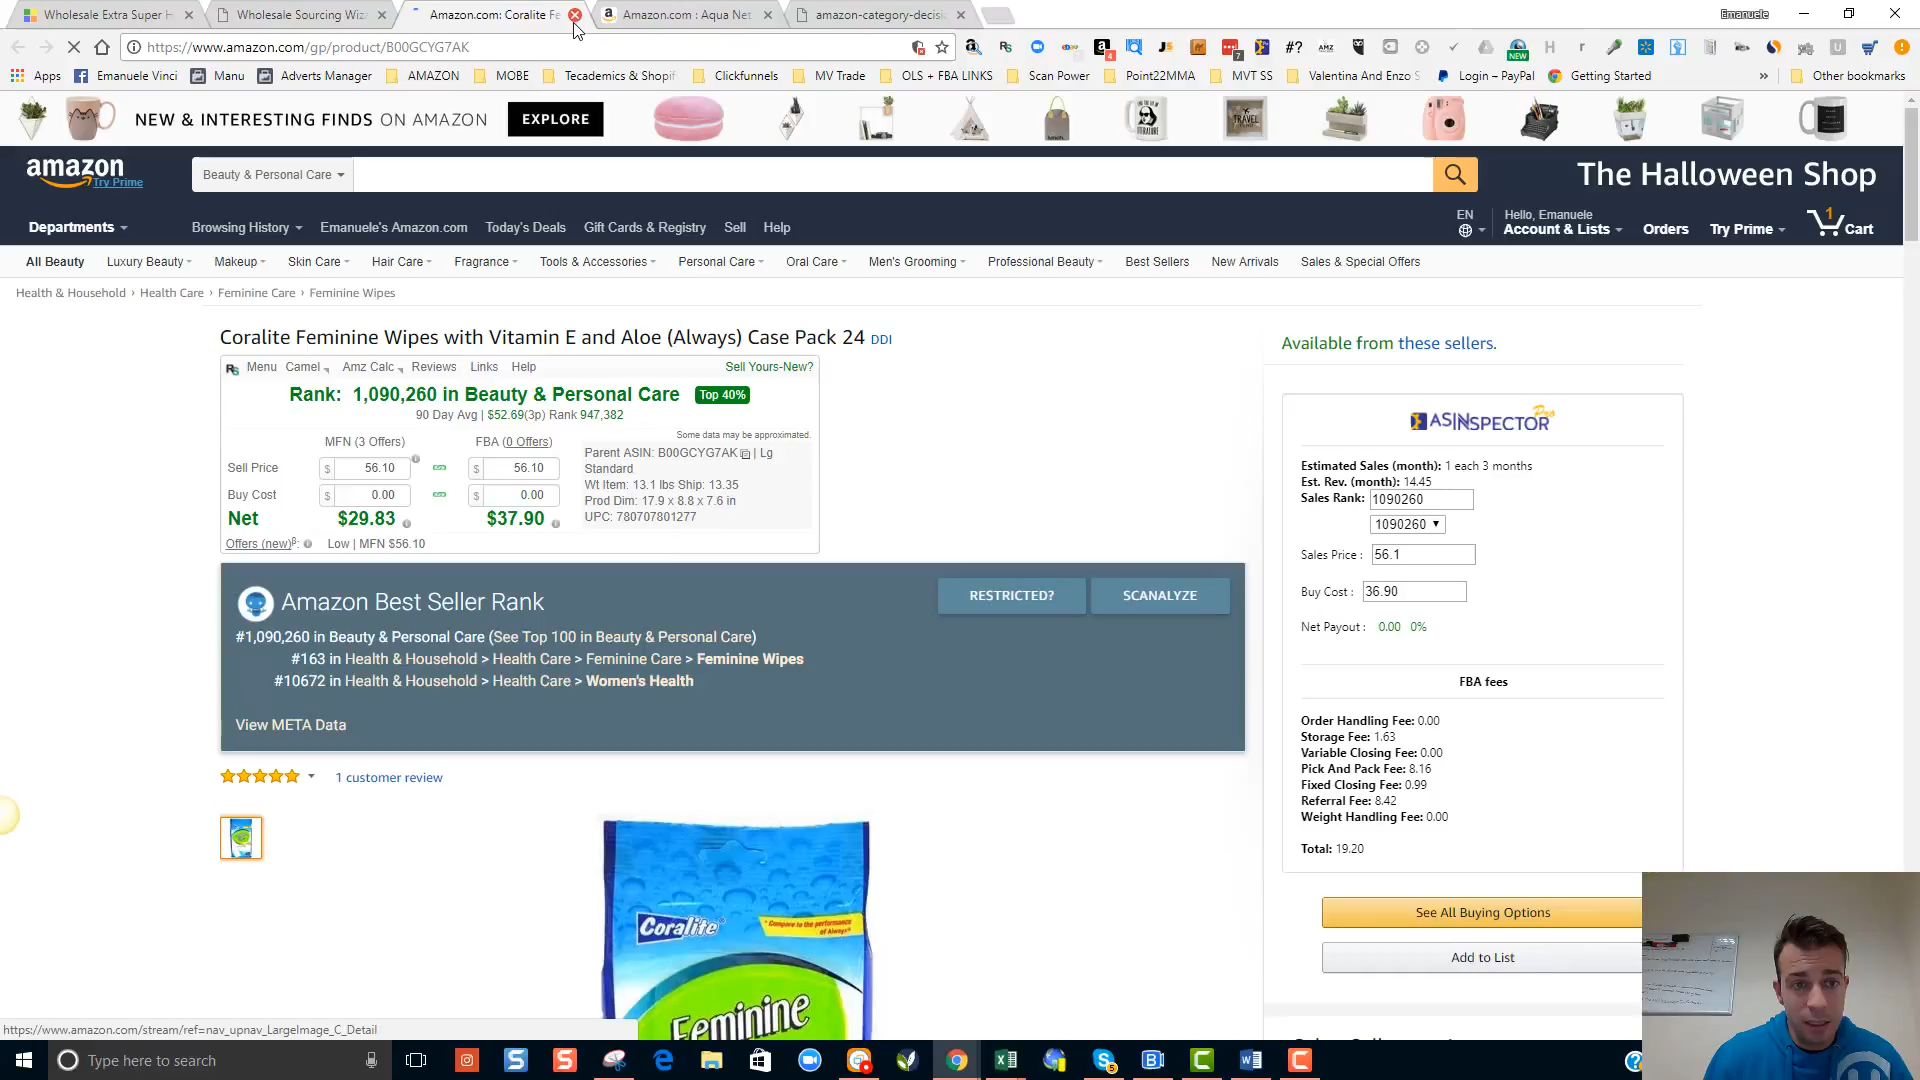 Wholesale Extra Super H
Wholesale Sourcing Wiz
Amazon.com: Coralite Fe
Amazon.com : Aqua Net
amazon-category-decisi
Emanuele
https://www.amazon.com/gp/product/B00GCYG7AK
Apps
Emanuele Vinci
Manu
Adverts Manager
AMAZON
MOBE
Tecademics & Shopif
Clickfunnels
MV Trade
OLS + FBA LINKS
Scan Power
Point22MMA
MVT SS
Valentina And Enzo S
Login – PayPal
Getting Started
»
Other bookmarks
NEW & INTERESTING FINDS ON AMAZON
EXPLORE
amazon
Try Prime
Beauty & Personal Care
The Halloween Shop
Departments
Browsing History
Emanuele's Amazon.com
Today's Deals
Gift Cards & Registry
Sell
Help
EN
Hello, Emanuele
Account & Lists
Orders
Try Prime
1
Cart
All Beauty
Luxury Beauty
Makeup
Skin Care
Hair Care
Fragrance
Tools & Accessories
Personal Care
Oral Care
Men's Grooming
Professional Beauty
Best Sellers
New Arrivals
Sales & Special Offers
Health & Household › Health Care › Feminine Care › Feminine Wipes
Coralite Feminine Wipes with Vitamin E and Aloe (Always) Case Pack 24 DDI
Menu Camel Amz Calc Reviews Links Help Sell Yours-New?
Rank: 1,090,260 in Beauty & Personal Care Top 40%
90 Day Avg | $52.69(3p) Rank 947,382
Some data may be approximated.
MFN (3 Offers) FBA (0 Offers)
Sell Price $ 56.10 $ 56.10
Buy Cost $ 0.00 $ 0.00
Net $29.83 $37.90
Offers (new)ᵝ: Low | MFN $56.10
Parent ASIN: B00GCYG7AK | Lg
Standard
Wt Item: 13.1 lbs Ship: 13.35
Prod Dim: 17.9 x 8.8 x 7.6 in
UPC: 780707801277
Amazon Best Seller Rank
RESTRICTED?
SCANALYZE
#1,090,260 in Beauty & Personal Care (See Top 100 in Beauty & Personal Care)
#163 in Health & Household > Health Care > Feminine Care > Feminine Wipes
#10672 in Health & Household > Health Care > Women's Health
View META Data
1 customer review
Coralite
Compare to the performance
of Always
Feminine
Available from these sellers.
ASINSPECTOR Pro
Estimated Sales (month): 1 each 3 months
Est. Rev. (month): 14.45
Sales Rank: 1090260
1090260
Sales Price : 56.1
Buy Cost : 36.90
Net Payout : 0.00 0%
FBA fees
Order Handling Fee: 0.00
Storage Fee: 1.63
Variable Closing Fee: 0.00
Pick And Pack Fee: 8.16
Fixed Closing Fee: 0.99
Referral Fee: 8.42
Weight Handling Fee: 0.00
Total: 19.20
See All Buying Options
Add to List
https://www.amazon.com/stream/ref=nav_upnav_LargeImage_C_Detail
Type here to search